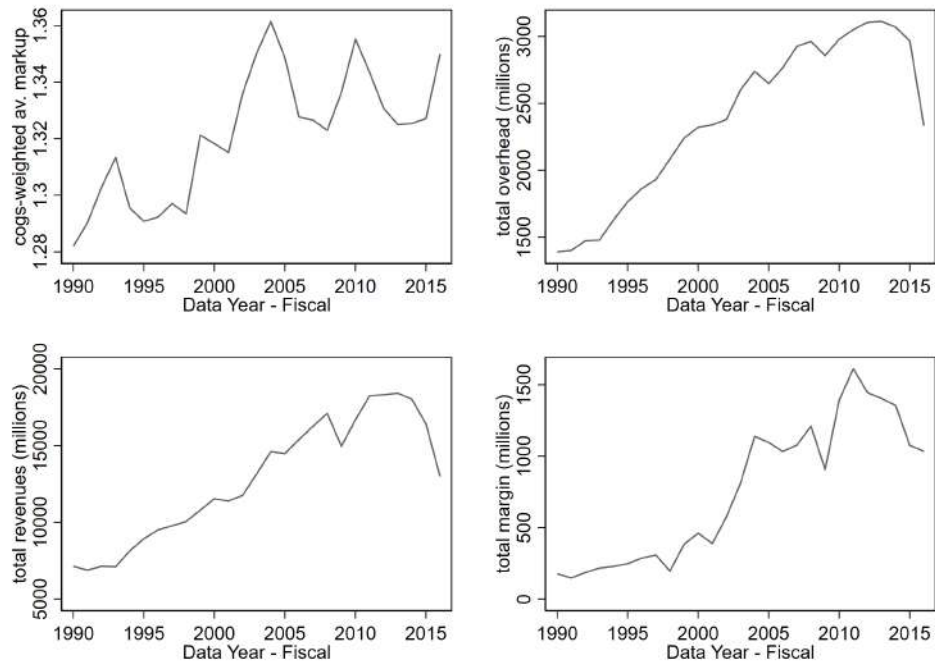 cogs-weighted av. markup
1.28 1.3 1.32 1.34 1.36
1990 1995 2000 2005 2010 2015
Data Year - Fiscal
total overhead (millions)
1500 2000 2500 3000
1990 1995 2000 2005 2010 2015
Data Year - Fiscal
total revenues (millions)
5000 10000 15000 20000
1990 1995 2000 2005 2010 2015
Data Year - Fiscal
total margin (millions)
0 500 1000 1500
1990 1995 2000 2005 2010 2015
Data Year - Fiscal